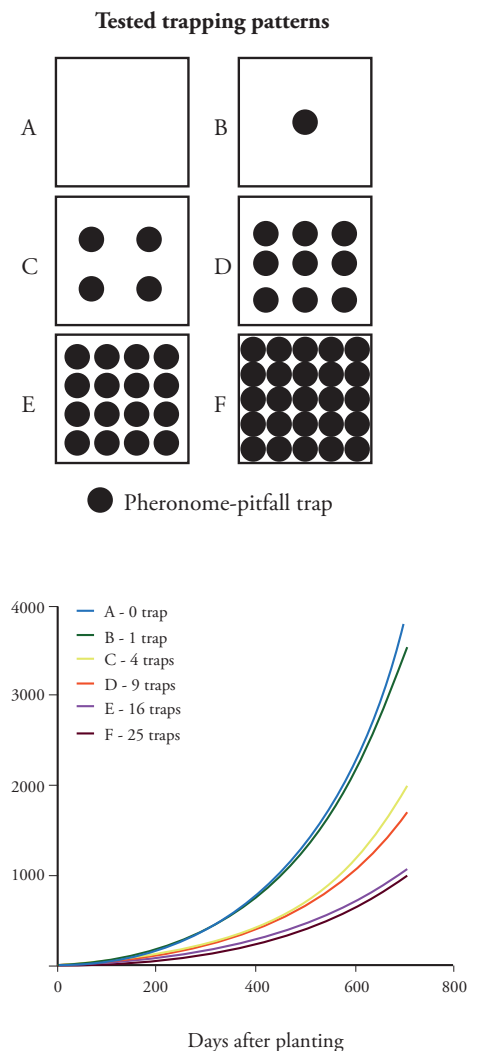 Tested trapping patterns
A
B
C
D
E
F
Pheronome-pitfall trap
4000
3000
2000
1000
A - 0 trap
B - 1 trap
C - 4 traps
D - 9 traps
E - 16 traps
F - 25 traps
0
200
400
600
800
Days after planting